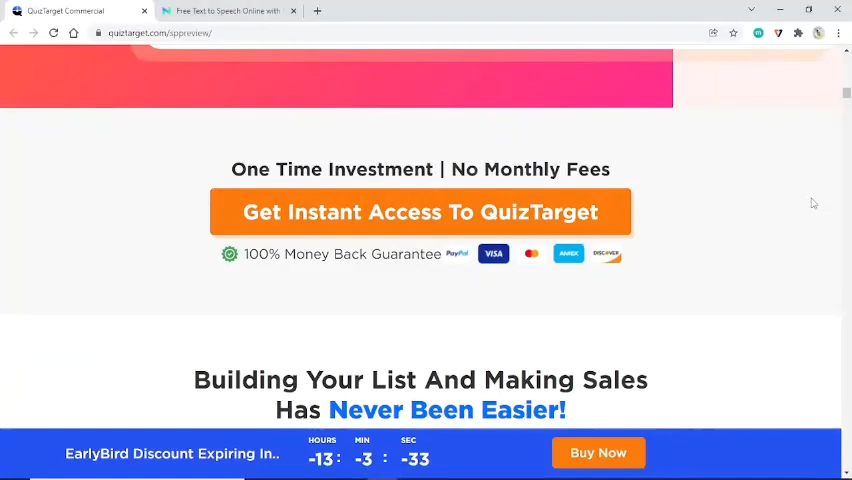 QuizTarget Commercial
Free Text to Speech Online with
quiztarget.com/sppreview/
One Time Investment | No Monthly Fees
Get Instant Access To QuizTarget
100% Money Back Guarantee PayPal VISA AMEX DISCOVER
Building Your List And Making Sales
Has Never Been Easier!
EarlyBird Discount Expiring In..
HOURS MIN SEC
-13 : -3 : -33
Buy Now